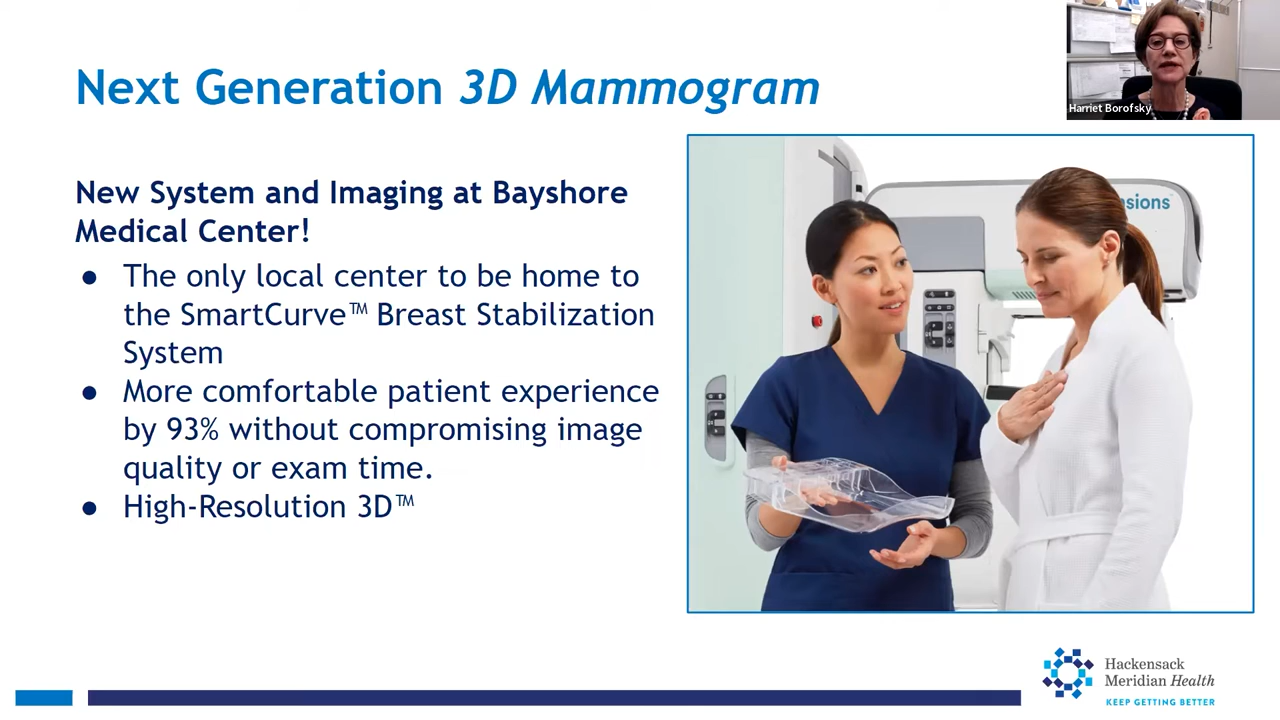 Next Generation 3D Mammogram
Harriet Borofsky
New System and Imaging at Bayshore
Medical Center!
● The only local center to be home to
the SmartCurve™ Breast Stabilization
System
● More comfortable patient experience
by 93% without compromising image
quality or exam time.
● High-Resolution 3D™
nsions
Hackensack
Meridian Health
KEEP GETTING BETTER